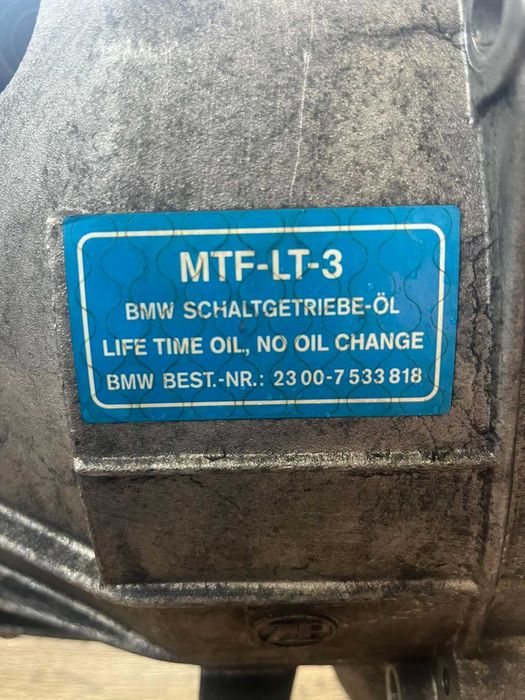 MTF-LT-3
BMW SCHALTGETRIEBE-ÖL
LIFE TIME OIL, NO OIL CHANGE
BMW BEST.-NR.: 23 00-7 533 818
ZF